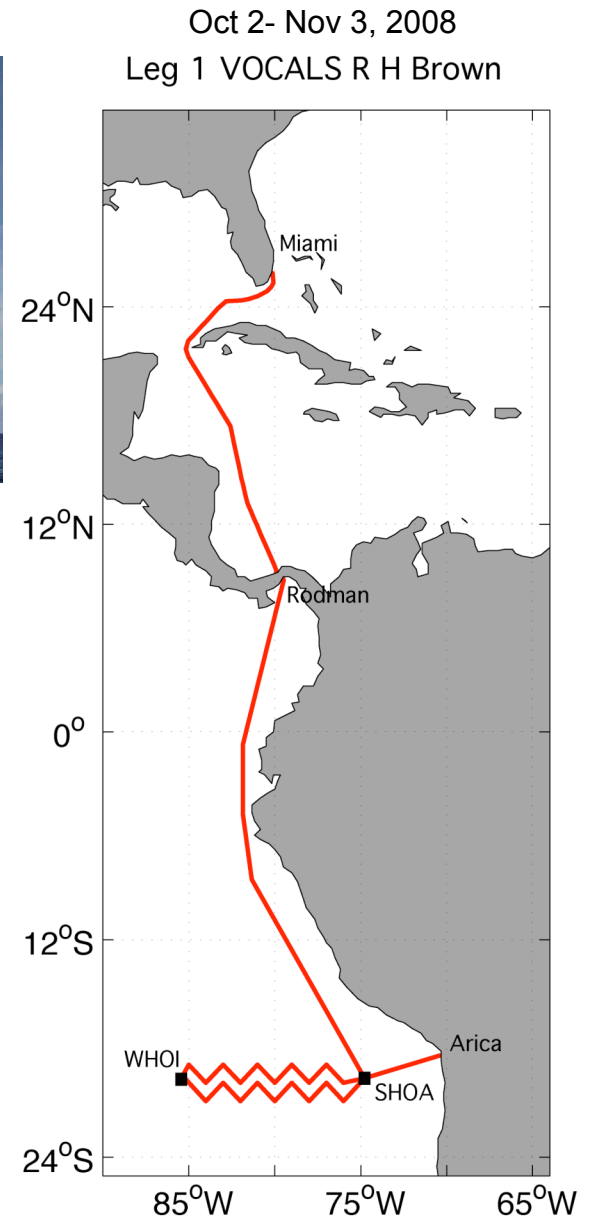 Oct 2- Nov 3, 2008
Leg 1 VOCALS R H Brown
Miami
24°N
12°N
Rodman
0°
12°S
Arica
WHOI
SHOA
24°S
85°W 75°W 65°W